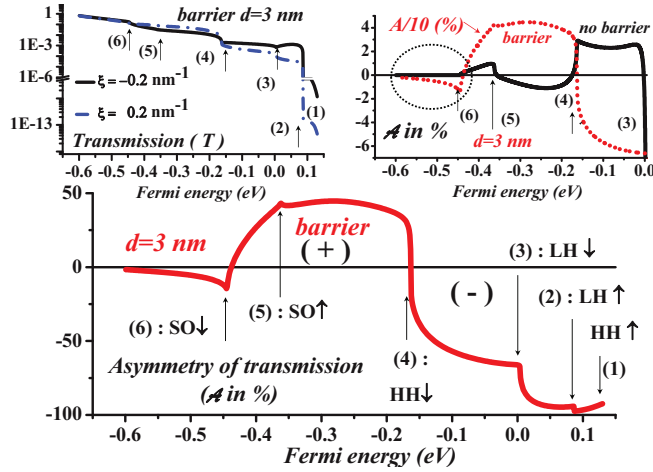 barrier d=3 nm
1E-3
1E-6
1E-13
(6)
(5)
(4)
(3)
(1)
(2)
ξ = −0.2 nm⁻¹
ξ = 0.2 nm⁻¹
Transmission ( T )
-0.6 -0.5 -0.4 -0.3 -0.2 -0.1 0.0 0.1
Fermi energy (eV)
A/10 (%)
barrier
no barrier
4
2
0
-2
-4
-6
(6)
(5)
(4)
(3)
d=3 nm
𝒜 in %
-0.6 -0.5 -0.4 -0.3 -0.2 -0.1 0.0
Fermi energy (eV)
50
0
-50
-100
d=3 nm
barrier
( + )
( - )
(3) : LH ↓
(2) : LH ↑
HH ↑
(1)
(5) : SO↑
(6) : SO↓
(4) :
HH↓
Asymmetry of transmission
(𝒜 in %)
-0.6 -0.5 -0.4 -0.3 -0.2 -0.1 0.0 0.1
Fermi energy (eV)